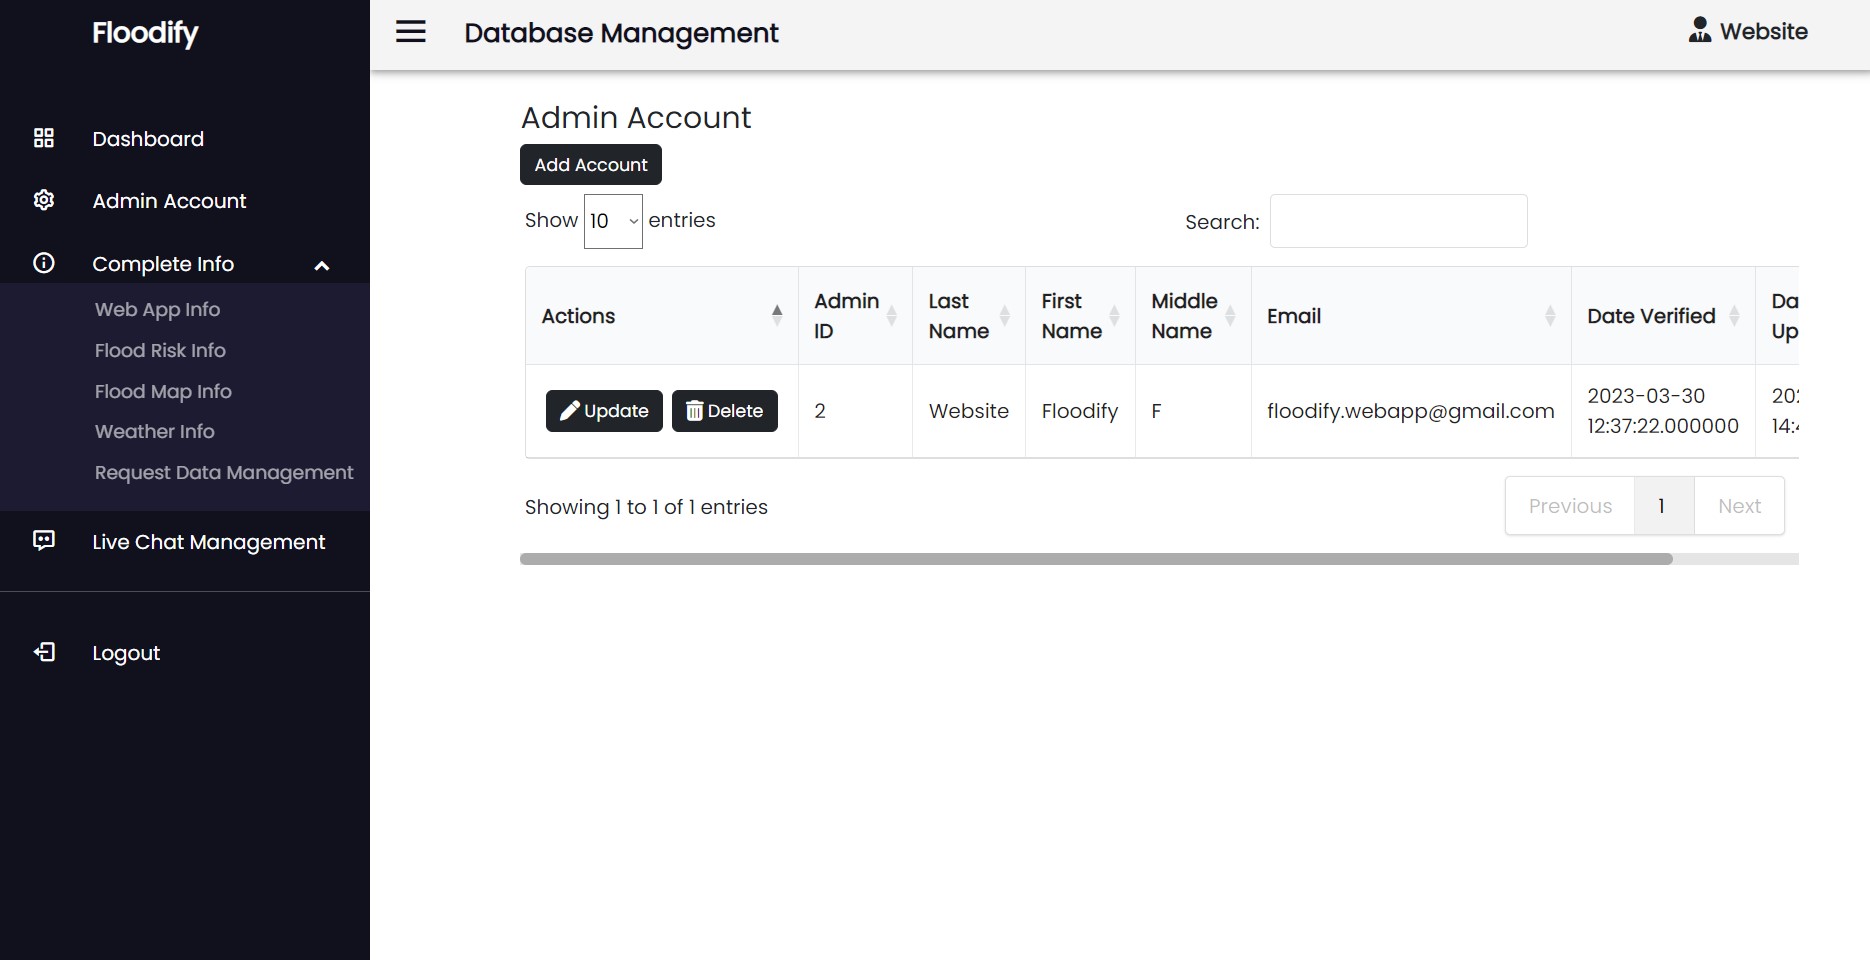 Floodify
Database Management
Website
Dashboard
Admin Account
Complete Info
Web App Info
Flood Risk Info
Flood Map Info
Weather Info
Request Data Management
Live Chat Management
Logout
Admin Account
Add Account
Show 10 entries
Search:
Actions
Admin ID
Last Name
First Name
Middle Name
Email
Date Verified
Update
Delete
2
Website
Floodify
F
floodify.webapp@gmail.com
2023-03-30
12:37:22.000000
Showing 1 to 1 of 1 entries
Previous 1 Next